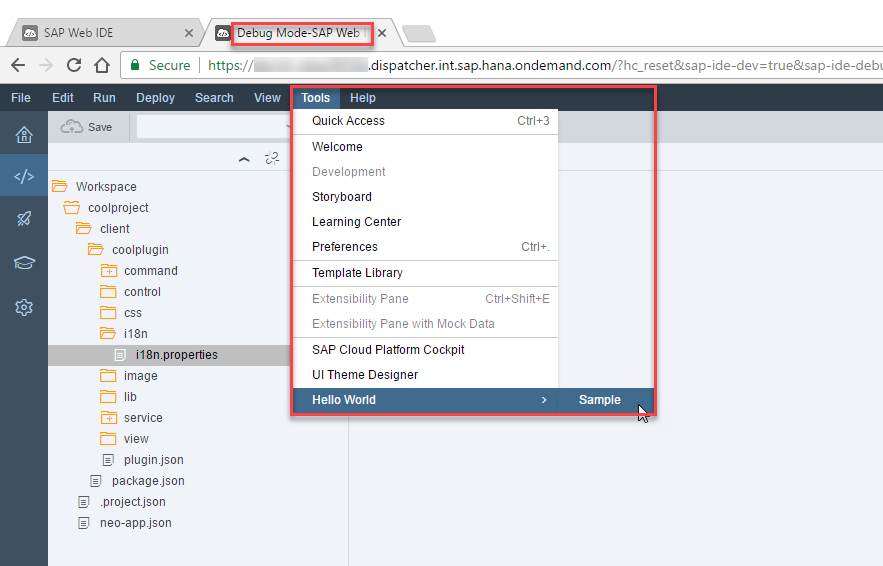 SAP Web IDE
Debug Mode-SAP Web
Secure
https://
.dispatcher.int.sap.hana.ondemand.com/?hc_reset&sap-ide-dev=true&sap-ide-debu
File Edit Run Deploy Search View Tools Help
Save
Quick Access Ctrl+3
Welcome
Development
Storyboard
Learning Center
Preferences Ctrl+.
Template Library
Extensibility Pane Ctrl+Shift+E
Extensibility Pane with Mock Data
SAP Cloud Platform Cockpit
UI Theme Designer
Hello World Sample
Workspace
coolproject
client
coolplugin
command
control
css
i18n
i18n.properties
image
lib
service
view
plugin.json
package.json
.project.json
neo-app.json